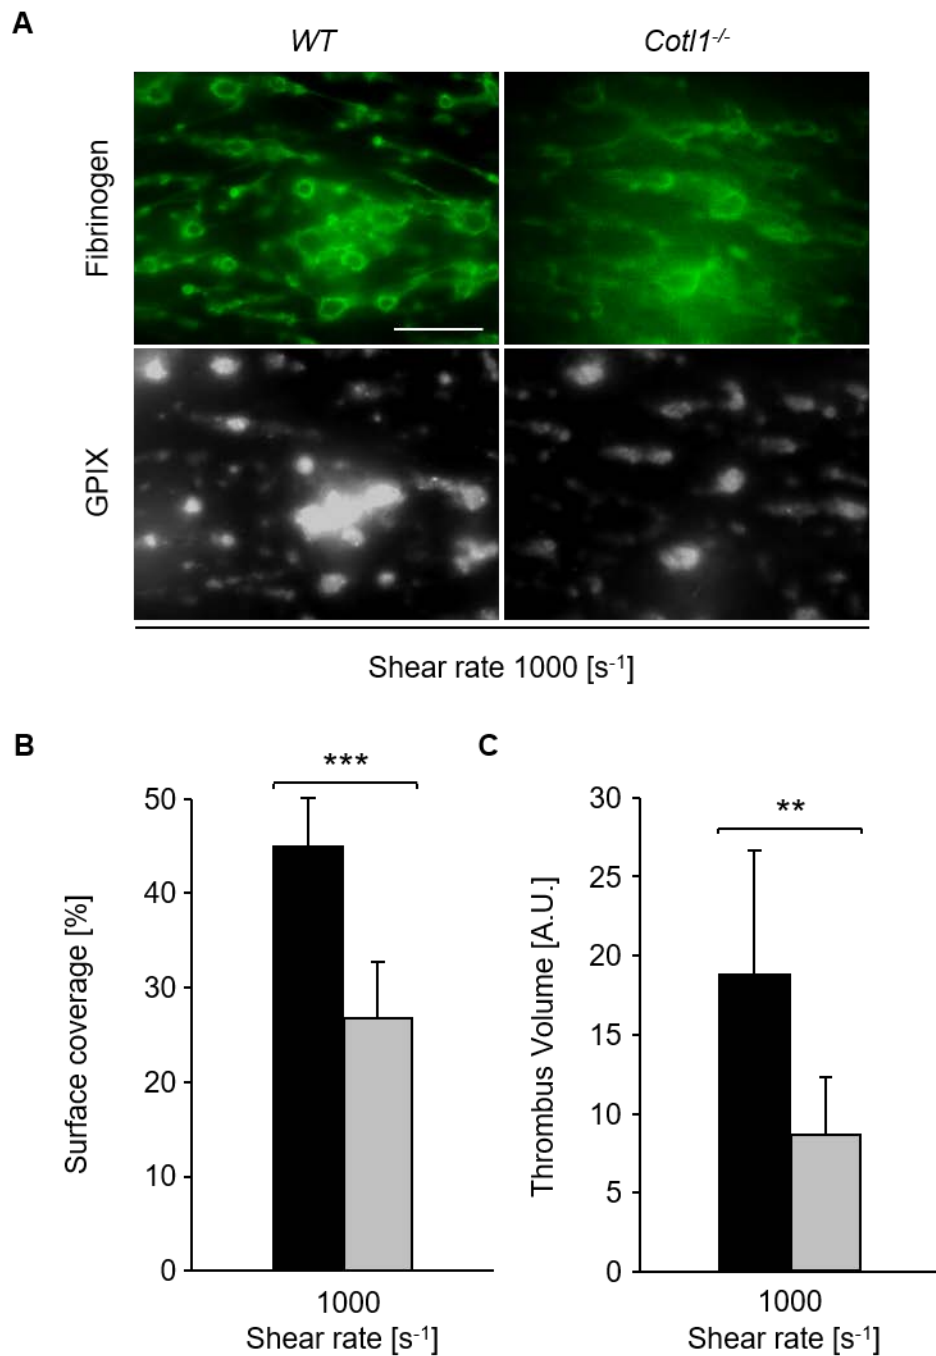 A
WT Cotl1-/-
Fibrinogen
GPIX
Shear rate 1000 [s-1]
B
***
50
40
30
20
10
0
Surface coverage [%]
1000
Shear rate [s-1]
C
**
30
25
20
15
10
5
0
Thrombus Volume [A.U.]
1000
Shear rate [s-1]